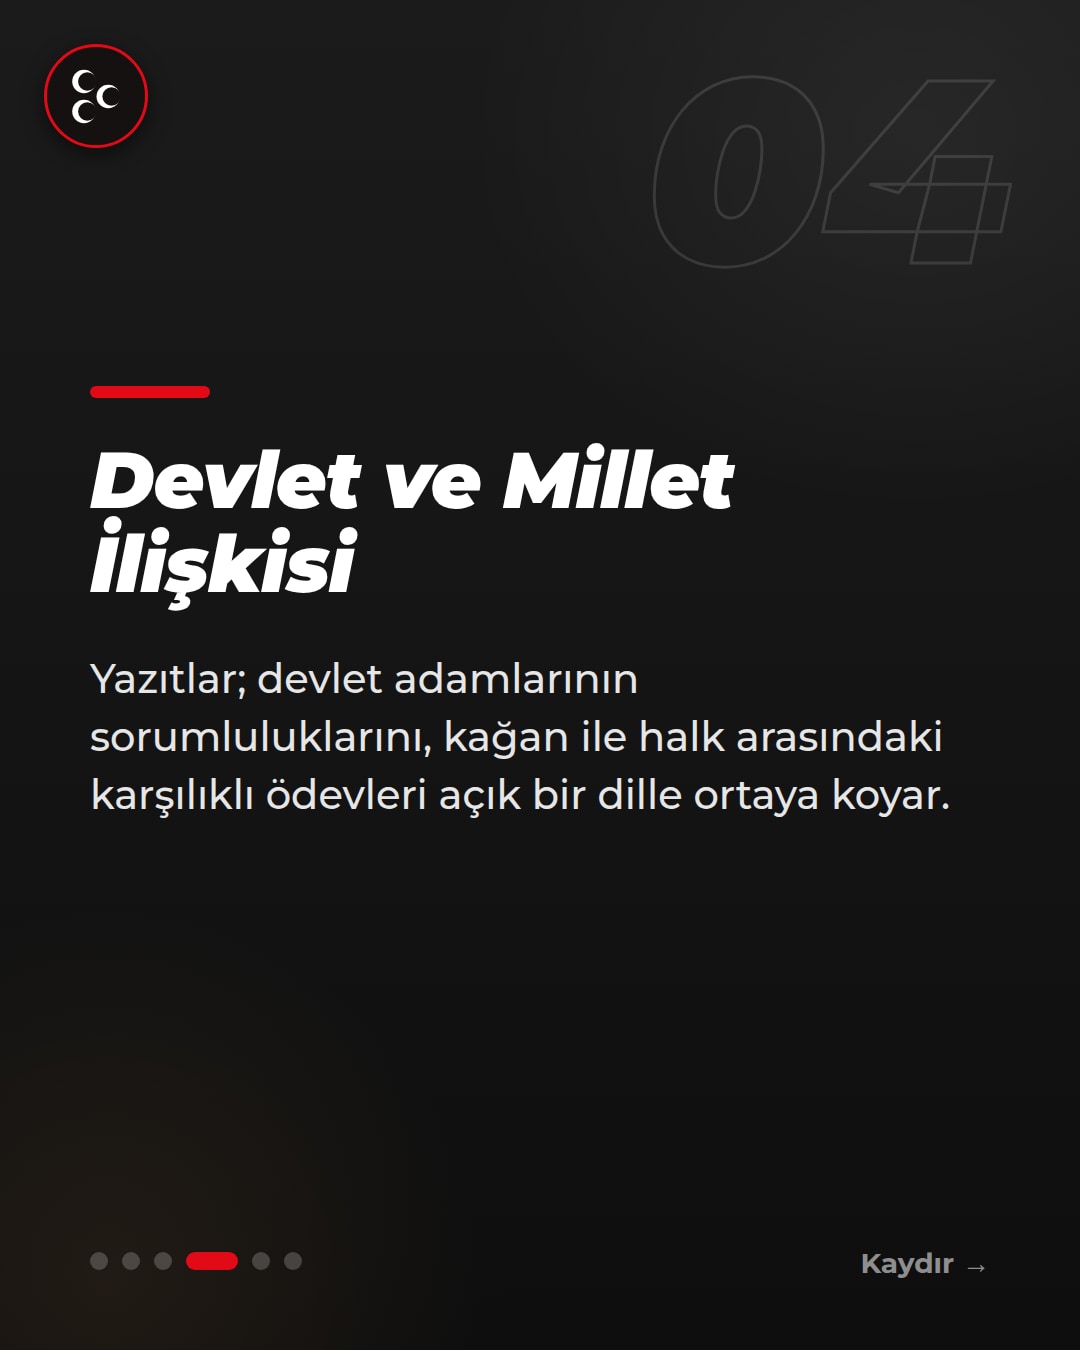 04
Devlet ve Millet
İlişkisi
Yazıtlar; devlet adamlarının
sorumluluklarını, kağan ile halk arasındaki
karşılıklı ödevleri açık bir dille ortaya koyar.
Kaydır →